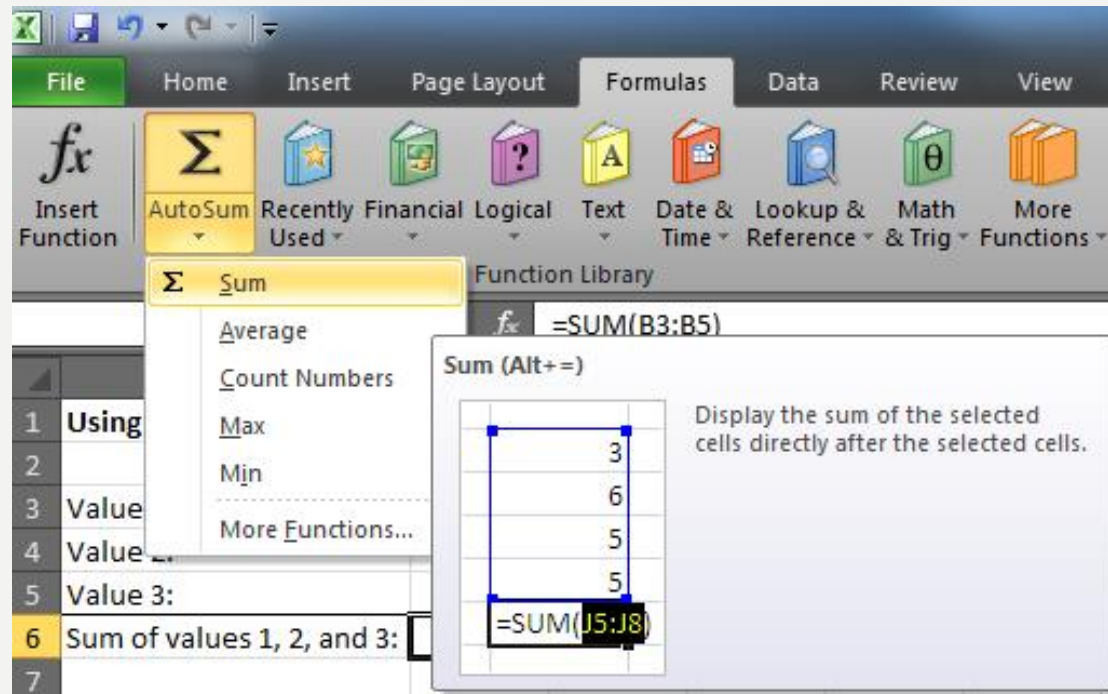 File Home Insert Page Layout Formulas Data Review View
fx Σ ? A θ
Insert Function
AutoSum
Recently Used
Financial
Logical
Text
Date & Time
Lookup & Reference
Math & Trig
More Functions
Function Library
Σ Sum
Average
Count Numbers
Max
Min
More Functions...
fx =SUM(B3:B5)
Sum (Alt+=)
Display the sum of the selected
cells directly after the selected cells.
3
6
5
5
=SUM(J5:J8)
1 Using
2
3 Value
4 Value 2:
5 Value 3:
6 Sum of values 1, 2, and 3:
7